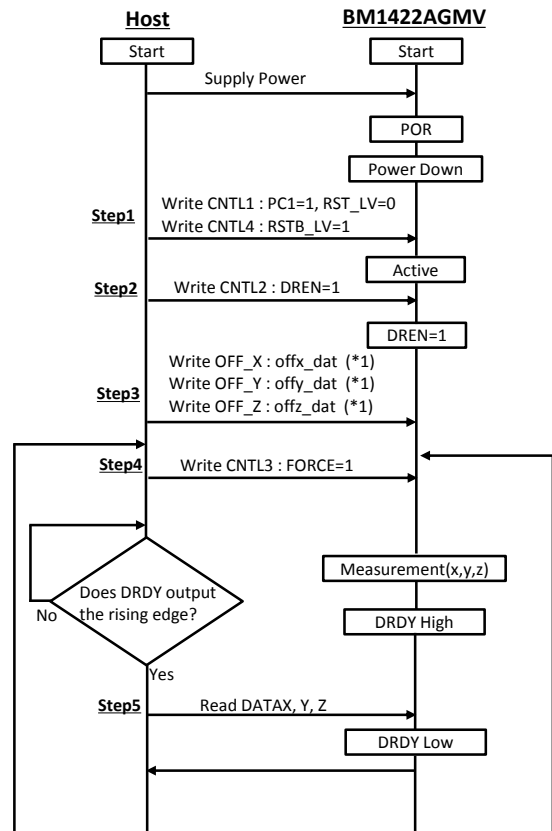 Host
BM1422AGMV
Start
Start
Supply Power
POR
Power Down
Step1
Write CNTL1 : PC1=1, RST_LV=0
Write CNTL4 : RSTB_LV=1
Active
Step2
Write CNTL2 : DREN=1
DREN=1
Step3
Write OFF_X : offx_dat (*1)
Write OFF_Y : offy_dat (*1)
Write OFF_Z : offz_dat (*1)
Step4
Write CNTL3 : FORCE=1
Measurement(x,y,z)
Does DRDY output
the rising edge?
No
DRDY High
Yes
Step5
Read DATAX, Y, Z
DRDY Low